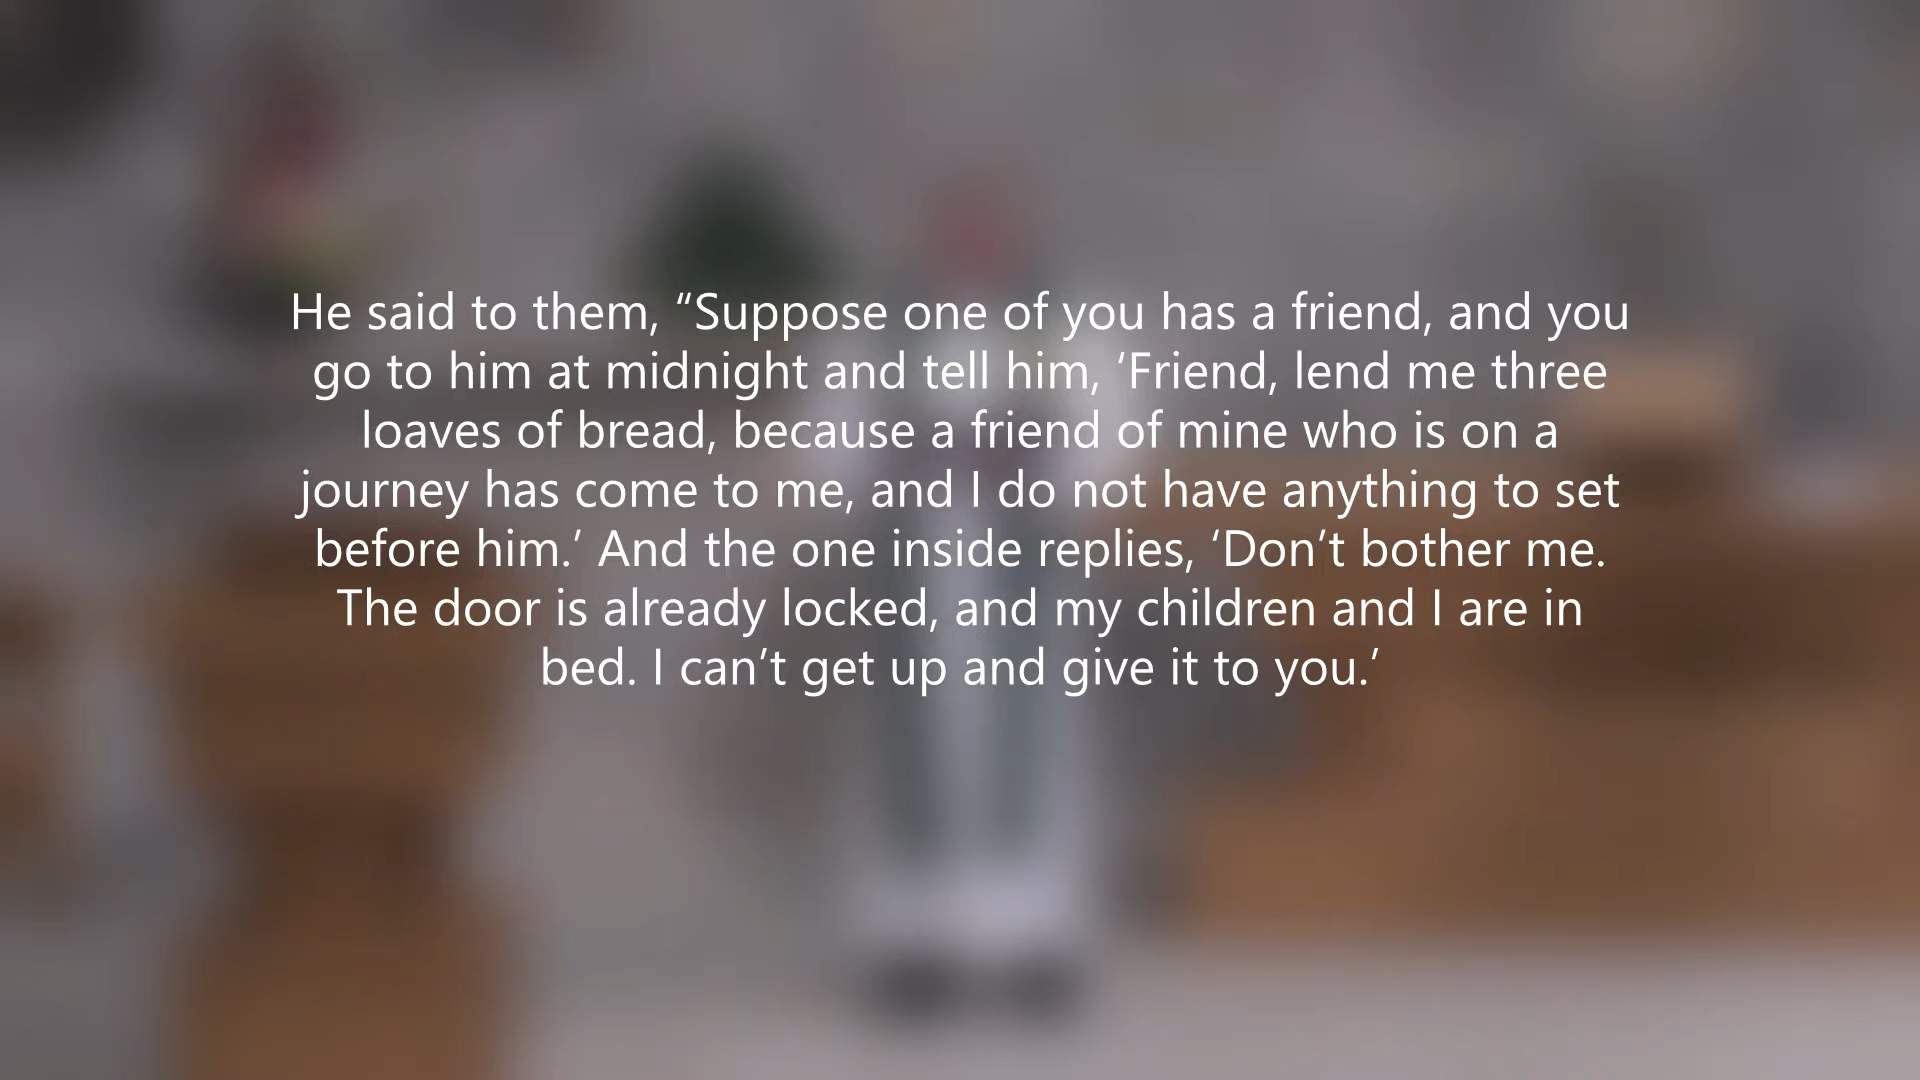 He said to them, “Suppose one of you has a friend, and you
go to him at midnight and tell him, ‘Friend, lend me three
loaves of bread, because a friend of mine who is on a
journey has come to me, and I do not have anything to set
before him.’ And the one inside replies, ‘Don’t bother me.
The door is already locked, and my children and I are in
bed. I can’t get up and give it to you.’